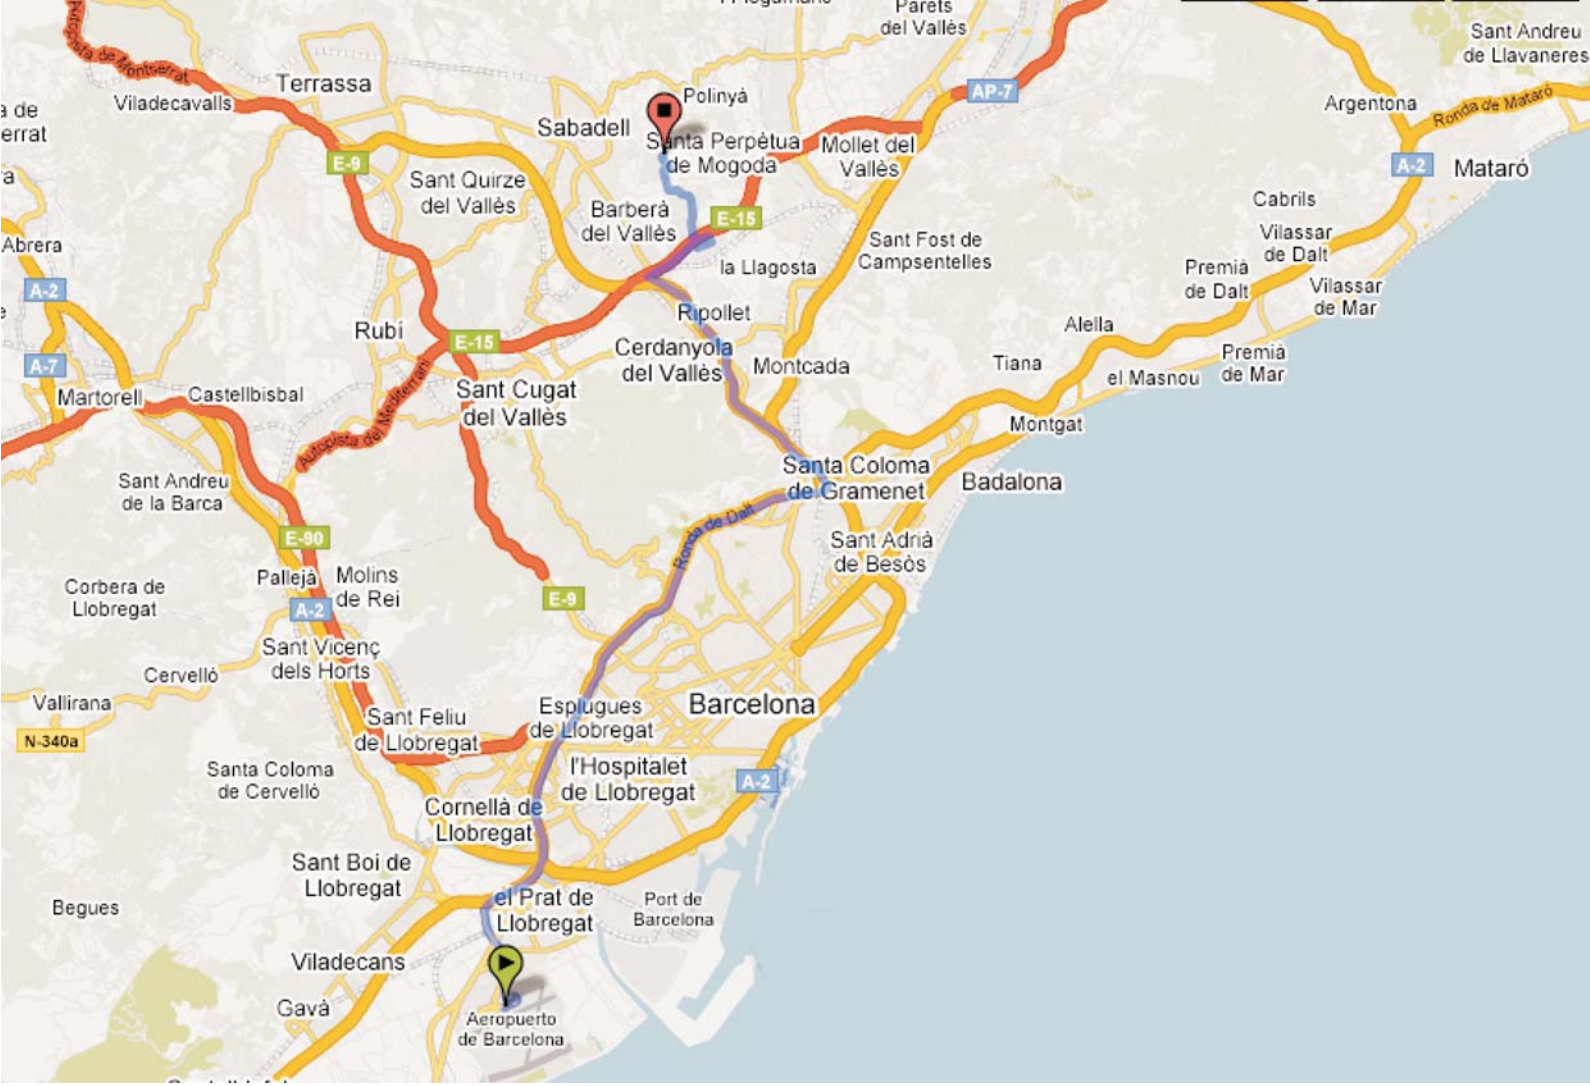 Parets
del Vallès
Sant Andreu
de Llavaneres
Autopista de Montserrat
Terrassa
Viladecavalls
AP-7
Polinyà
Argentona
Ronda de Mataró
a de
errat
Sabadell
Santa Perpètua
de Mogoda
Mollet del
Vallès
E-9
A-2
Mataró
Sant Quirze
del Vallès
Cabrils
Barberà
del Vallès
E-15
Abrera
Sant Fost de
Campsentelles
Vilassar
de Dalt
la Llagosta
Premià
de Dalt
A-2
Vilassar
de Mar
Ripollet
Rubí
E-15
Alella
Cerdanyola
del Vallès
Montcada
Tiana
Premià
de Mar
A-7
el Masnou
Martorell
Castellbisbal
Sant Cugat
del Vallès
Autopista del Mediterrani
Montgat
Santa Coloma
de Gramenet
Badalona
Sant Andreu
de la Barca
Ronda de Dalt
E-90
Sant Adrià
de Besòs
Pallejà
Molins
de Rei
Corbera de
Llobregat
A-2
E-9
Sant Vicenç
dels Horts
Cervelló
Vallirana
Esplugues
de Llobregat
Barcelona
N-340a
Sant Feliu
de Llobregat
Santa Coloma
de Cervelló
l'Hospitalet
de Llobregat
A-2
Cornellà de
Llobregat
Sant Boi de
Llobregat
Begues
el Prat de
Llobregat
Port de
Barcelona
Viladecans
Gavà
Aeropuerto
de Barcelona